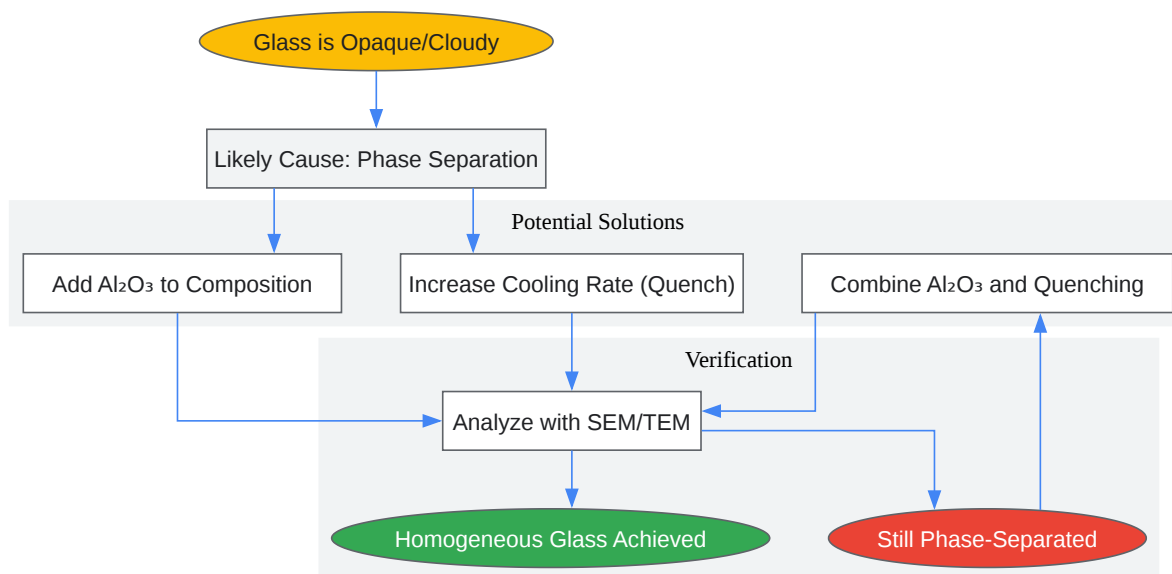 Glass is Opaque/Cloudy
Likely Cause: Phase Separation
Potential Solutions
Add Al₂O₃ to Composition
Increase Cooling Rate (Quench)
Combine Al₂O₃ and Quenching
Verification
Analyze with SEM/TEM
Homogeneous Glass Achieved
Still Phase-Separated